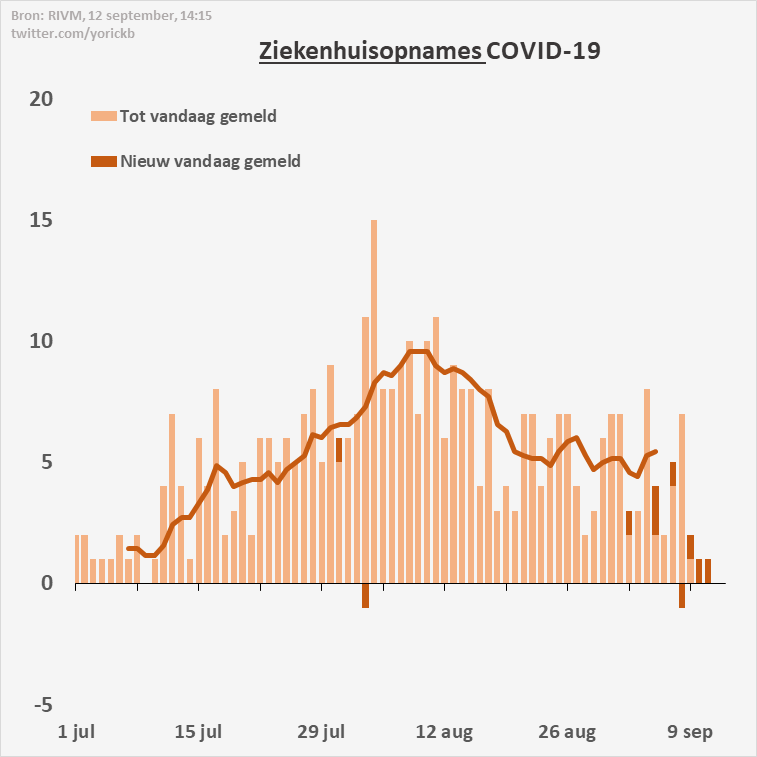 Bron: RIVM, 12 september, 14:15
twitter.com/yorickb
Ziekenhuisopnames COVID-19
20
Tot vandaag gemeld
Nieuw vandaag gemeld
15
10
5
0
-5
1 jul 15 jul 29 jul 12 aug 26 aug 9 sep